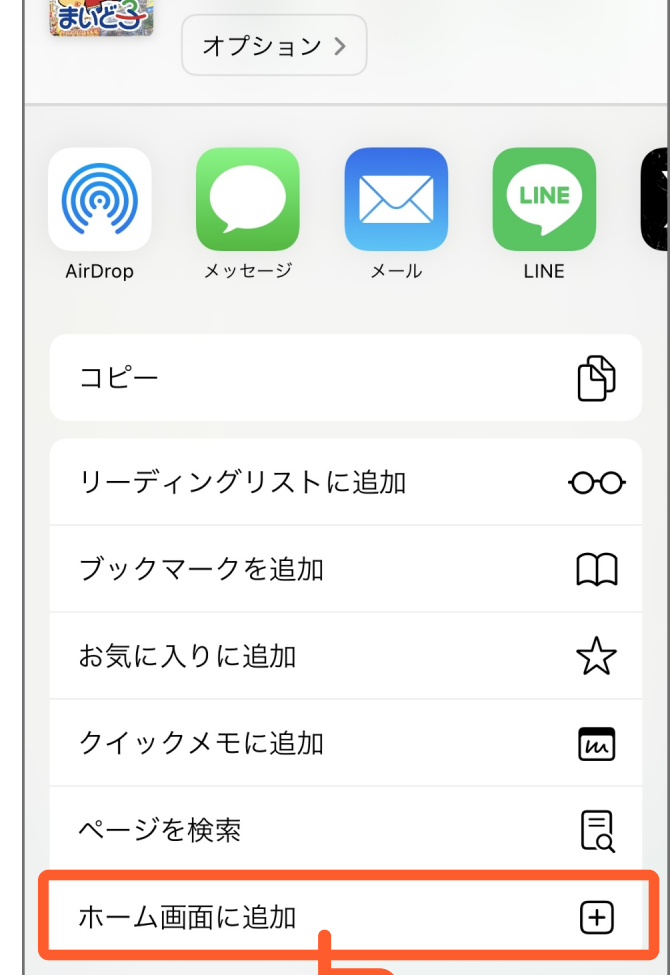 まいど3
オプション
AirDrop
メッセージ
メール
LINE
LINE
コピー
リーディングリストに追加
ブックマークを追加
お気に入りに追加
クイックメモに追加
ページを検索
ホーム画面に追加